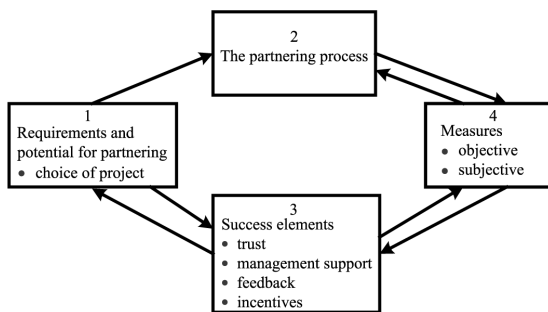 2
The partnering process
1
Requirements and
potential for partnering
• choice of project
4
Measures
• objective
• subjective
3
Success elements
• trust
• management support
• feedback
• incentives